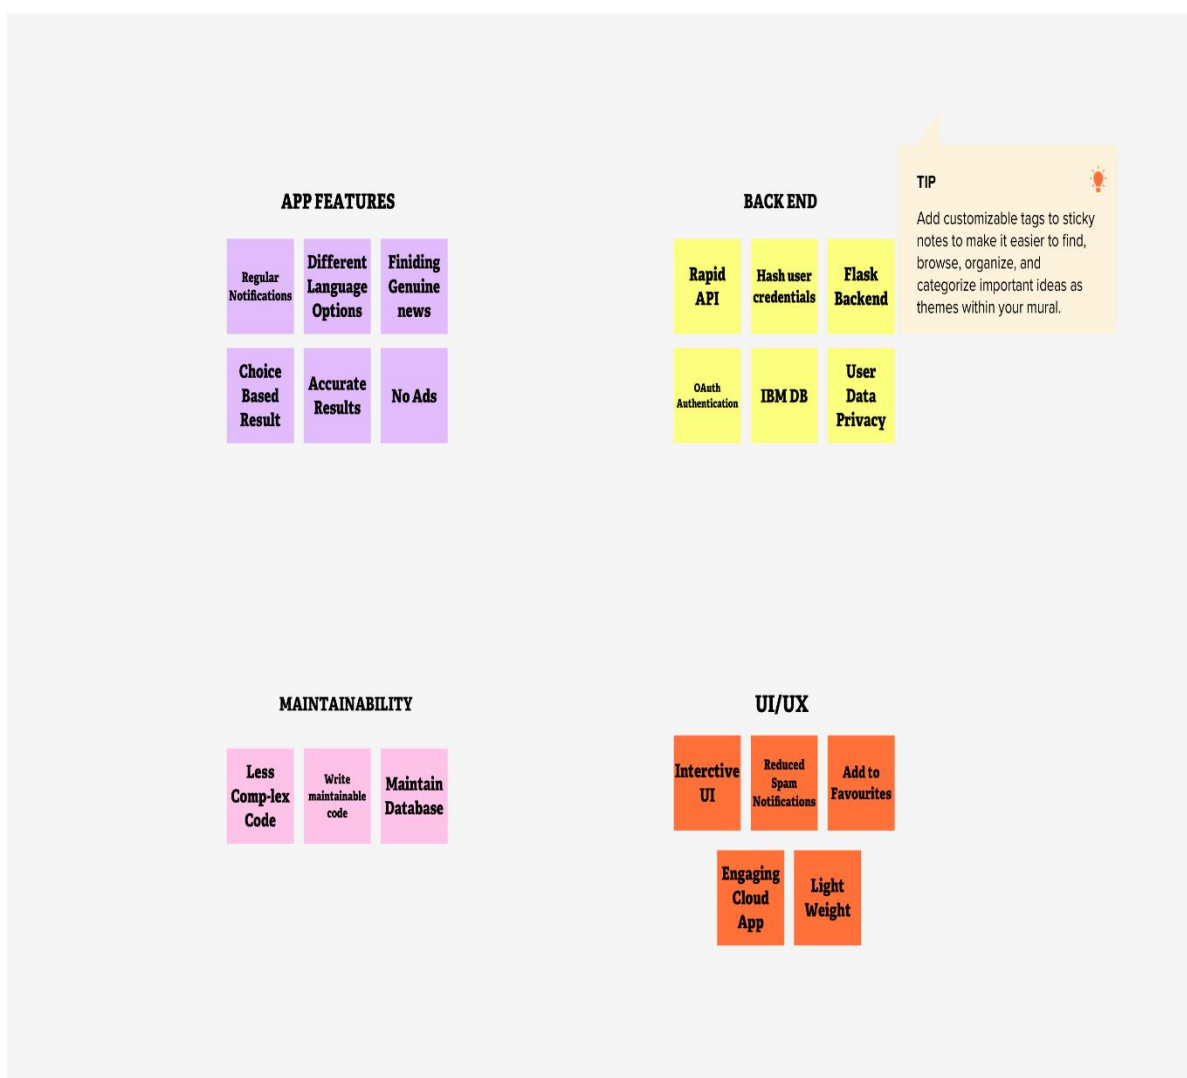 APP FEATURES
Regular
Notifications
Different
Language
Options
Finiding
Genuine
news
Choice
Based
Result
Accurate
Results
No Ads
BACK END
Rapid
API
Hash user
credentials
Flask
Backend
OAuth
Authentication
IBM DB
User
Data
Privacy
TIP
Add customizable tags to sticky
notes to make it easier to find,
browse, organize, and
categorize important ideas as
themes within your mural.
MAINTAINABILITY
Less
Comp-lex
Code
Write
maintainable
code
Maintain
Database
UI/UX
Interctive
UI
Reduced
Spam
Notifications
Add to
Favourites
Engaging
Cloud
App
Light
Weight